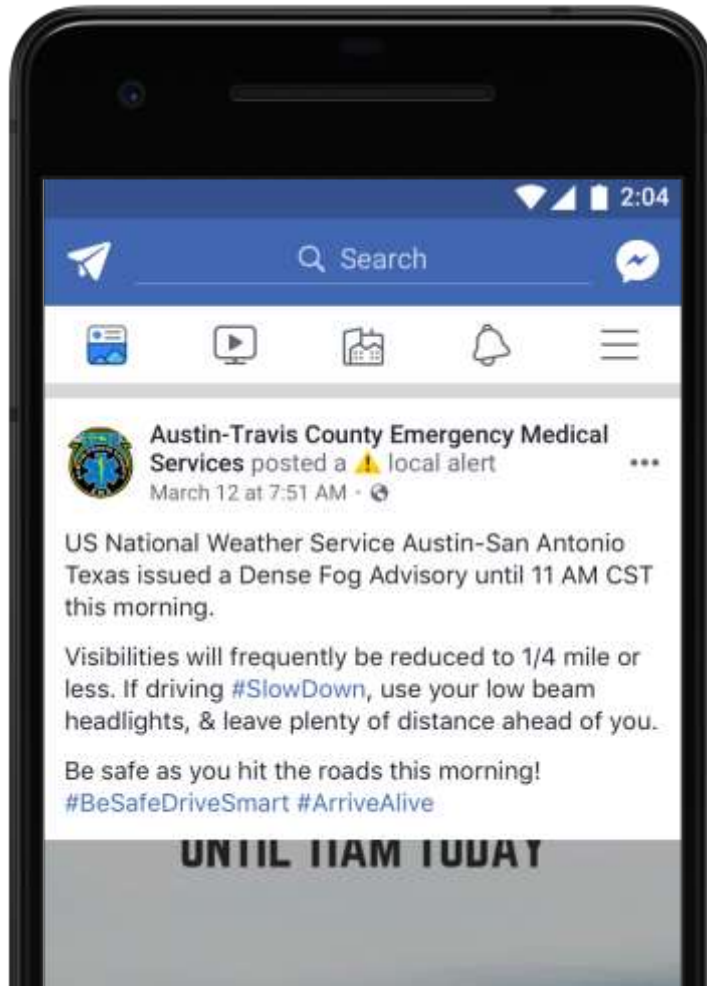 2:04
Search
Austin-Travis County Emergency Medical
Services posted a ⚠ local alert
March 12 at 7:51 AM ·
US National Weather Service Austin-San Antonio
Texas issued a Dense Fog Advisory until 11 AM CST
this morning.
Visibilities will frequently be reduced to 1/4 mile or
less. If driving #SlowDown, use your low beam
headlights, & leave plenty of distance ahead of you.
Be safe as you hit the roads this morning!
#BeSafeDriveSmart #ArriveAlive
UNTIL 11AM TODAY